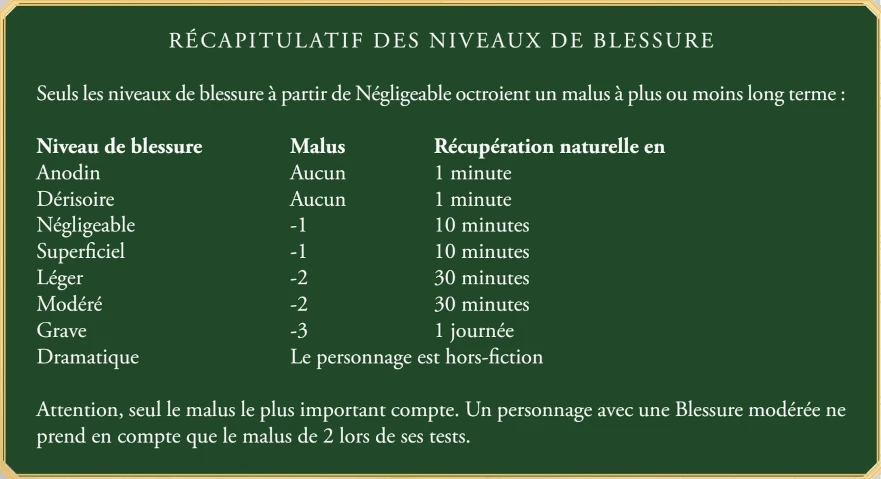 RÉCAPITULATIF DES NIVEAUX DE BLESSURE
Seuls les niveaux de blessure à partir de Négligeable octroient un malus à plus ou moins long terme :
Niveau de blessure Malus Récupération naturelle en
Anodin Aucun 1 minute
Dérisoire Aucun 1 minute
Négligeable -1 10 minutes
Superficiel -1 10 minutes
Léger -2 30 minutes
Modéré -2 30 minutes
Grave -3 1 journée
Dramatique Le personnage est hors-fiction
Attention, seul le malus le plus important compte. Un personnage avec une Blessure modérée ne
prend en compte que le malus de 2 lors de ses tests.